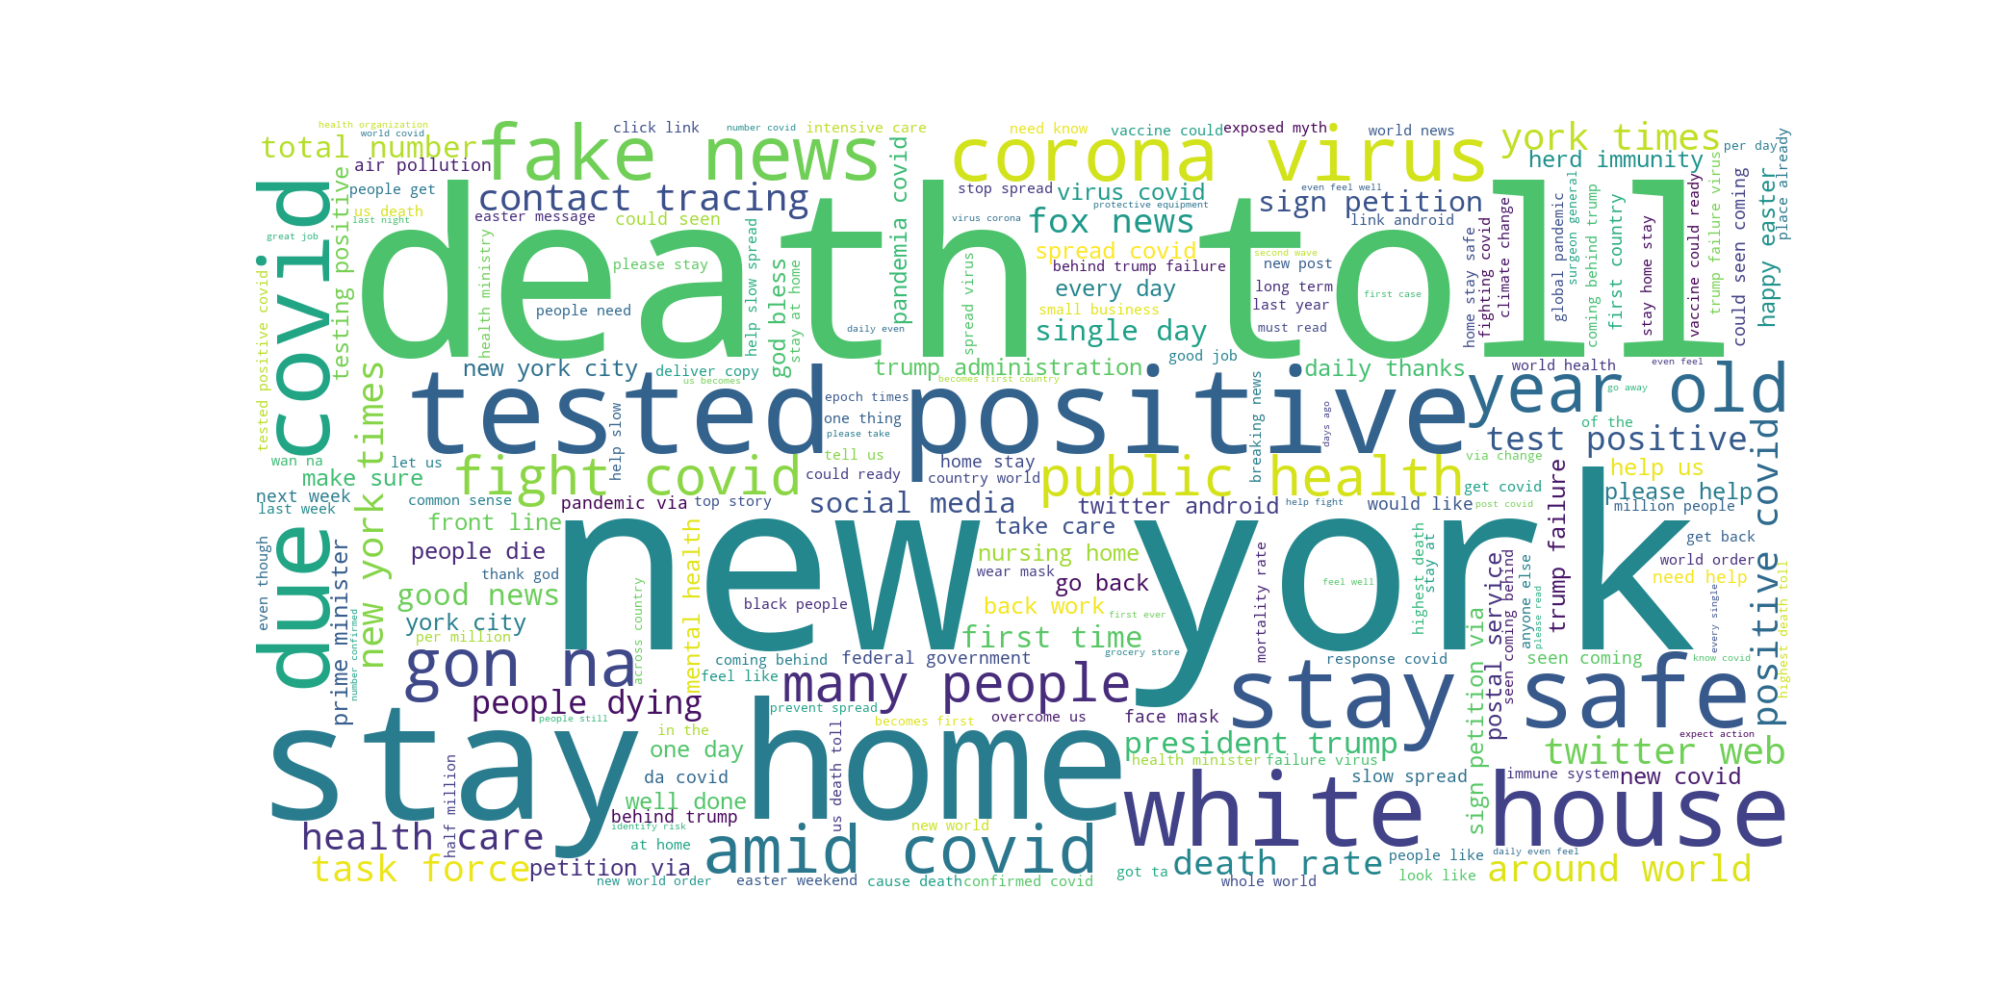 health organization
world covid
total number
air pollution
people get
us death
last night
great job
fake news
click link
number covid
intensive care
corona virus
need know
vaccine could
exposed myth
world news
york times
per day
herd immunity
contact tracing
easter message
could seen
stop spread
virus covid
even feel well
sign petition
protective equipment
link android
virus corona
fox news
death toll
spread covid
second wave
please stay
behind trump failure
new post
every day
long term
first case
people need
small business
last year
daily even
single day
must read
good job
new york city
deliver copy
us becomes
trump administration
becomes first country
daily thanks
world health
even feel
go away
due covid
testing positive
tested positive covid
health ministry
help slow spread
god bless
stay at home
pandemia covid
spread virus
home stay safe
fighting covid
climate change
global pandemic
surgeon general
coming behind trump
first country
stay home stay
vaccine could ready
trump failure virus
could seen coming
happy easter
place already
tested positive
epoch times
one thing
please take
year old
of the
test positive
help slow
breaking news
days ago
wan na
let us
make sure
fight covid
tell us
could ready
home stay
country world
public health
via change
help us
get covid
please help
next week
last week
common sense
pandemic via
top story
social media
twitter android
help fight
would like
post covid
million people
front line
take care
get back
people die
nursing home
world order
thank god
wear mask
go back
feel well
need help
good news
black people
back work
first ever
new york
york city
per million
first time
new york times
even though
prime minister
number confirmed
across country
mental health
mortality rate
highest death
stay at
sign petition via
postal service
seen coming behind
anyone else
please read
trump failure
every single
positive covid
highest death toll
gon na
coming behind
federal government
grocery store
response covid
seen coming
know covid
feel like
many people
stay safe
people dying
people still
prevent spread
becomes first
overcome us
face mask
in the
one day
president trump
expect action
health minister
failure virus
twitter web
stay home
da covid
slow spread
immune system
new covid
well done
behind trump
identify risk
half million
us death toll
white house
new world
health care
at home
amid covid
task force
petition via
new world order
easter weekend
cause death
confirmed covid
got ta
death rate
people like
daily even feel
look like
whole world
around world